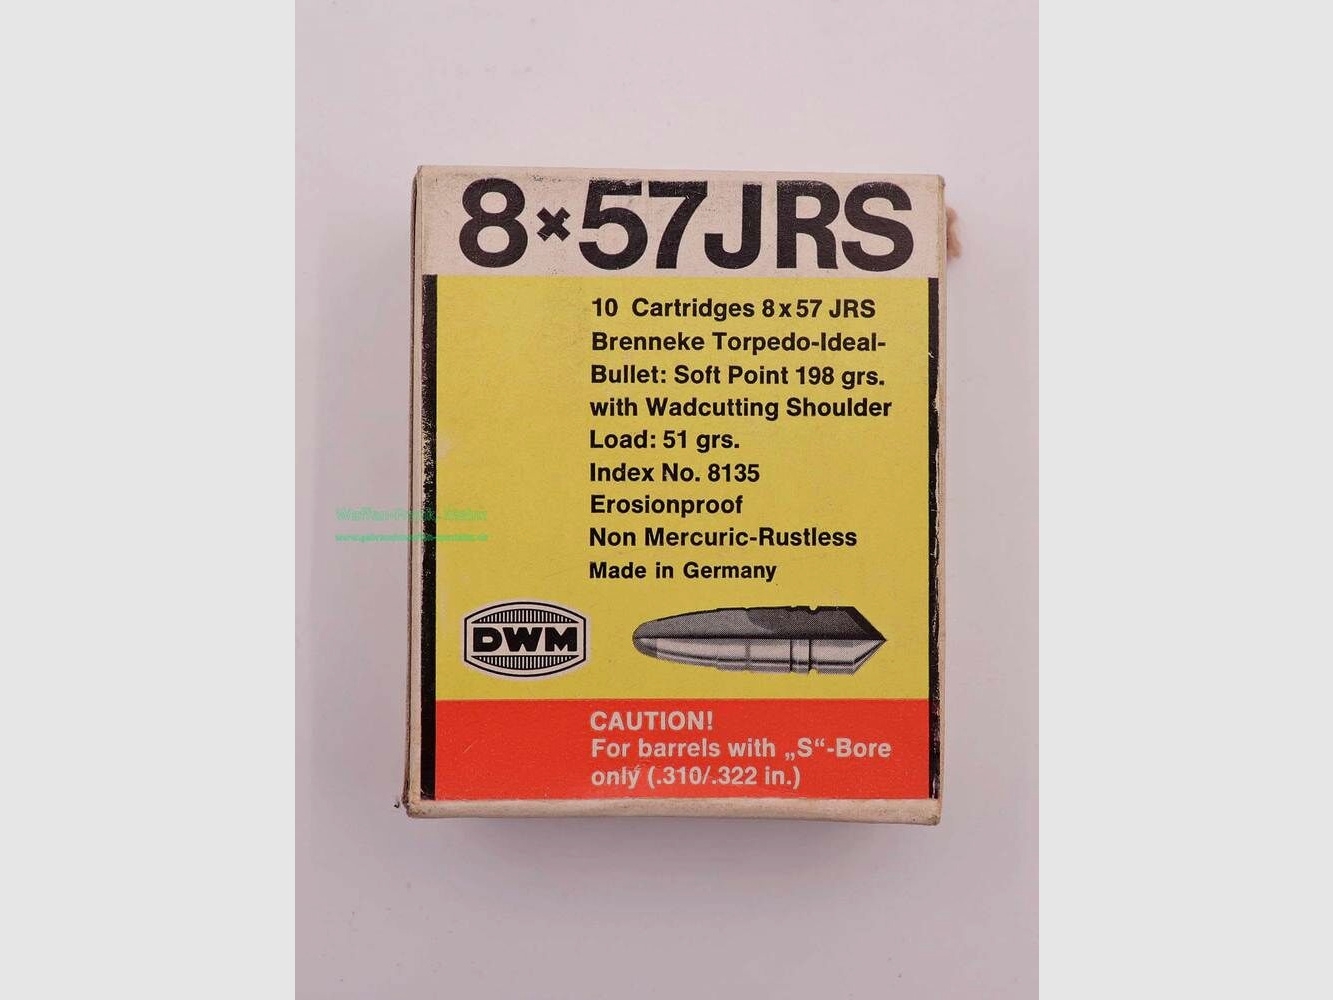 8×57JRS
10 Cartridges 8x57 JRS
Brenneke Torpedo-Ideal-
Bullet: Soft Point 198 grs.
with Wadcutting Shoulder
Load: 51 grs.
Index No. 8135
Erosionproof
Non Mercuric-Rustless
Made in Germany
DWM
CAUTION!
For barrels with „S“-Bore
only (.310/.322 in.)